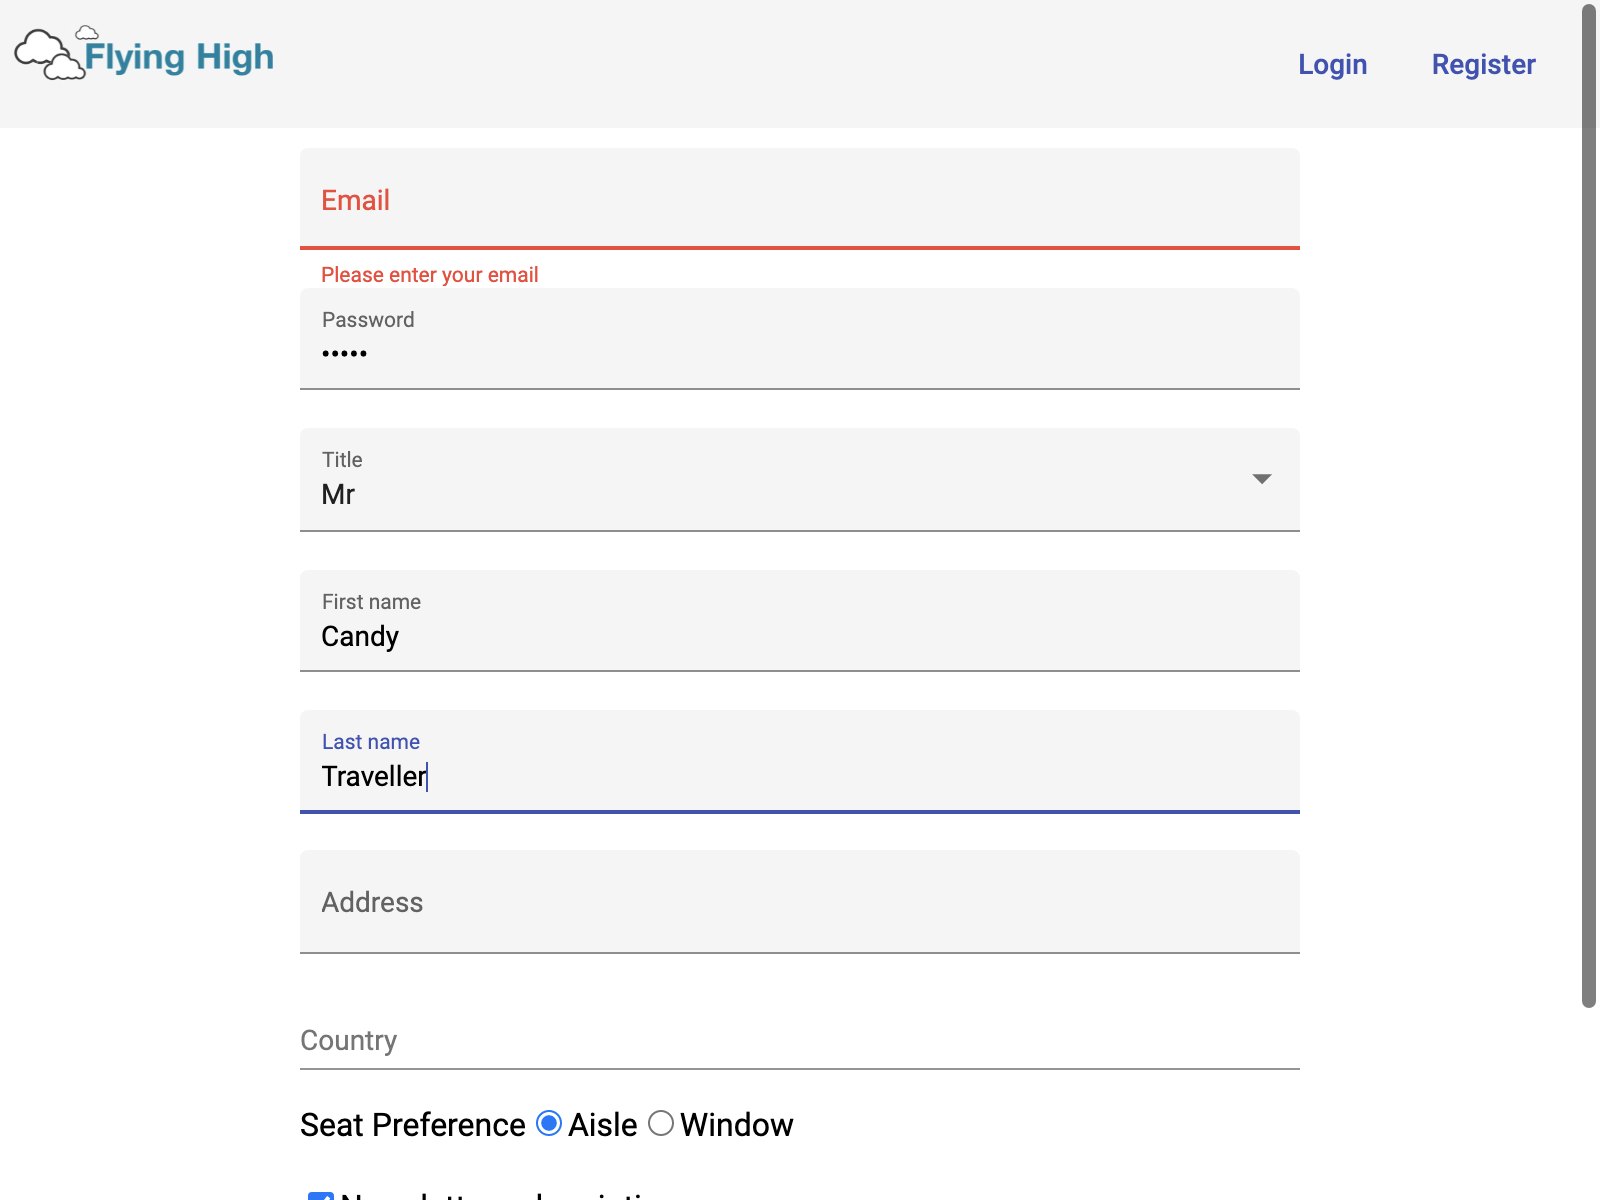 Flying High
Login Register
Email
Please enter your email
Password
•••••
Title
Mr
First name
Candy
Last name
Traveller
Address
Country
Seat Preference Aisle Window